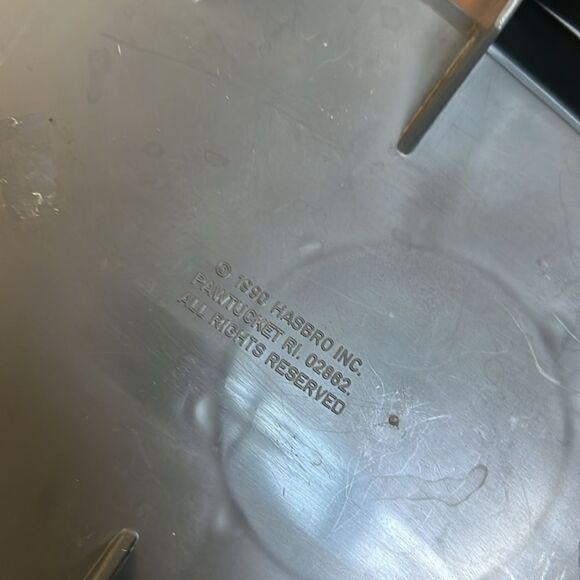 © 1990 HASBRO INC.
PAWTUCKET RI. 02862.
ALL RIGHTS RESERVED